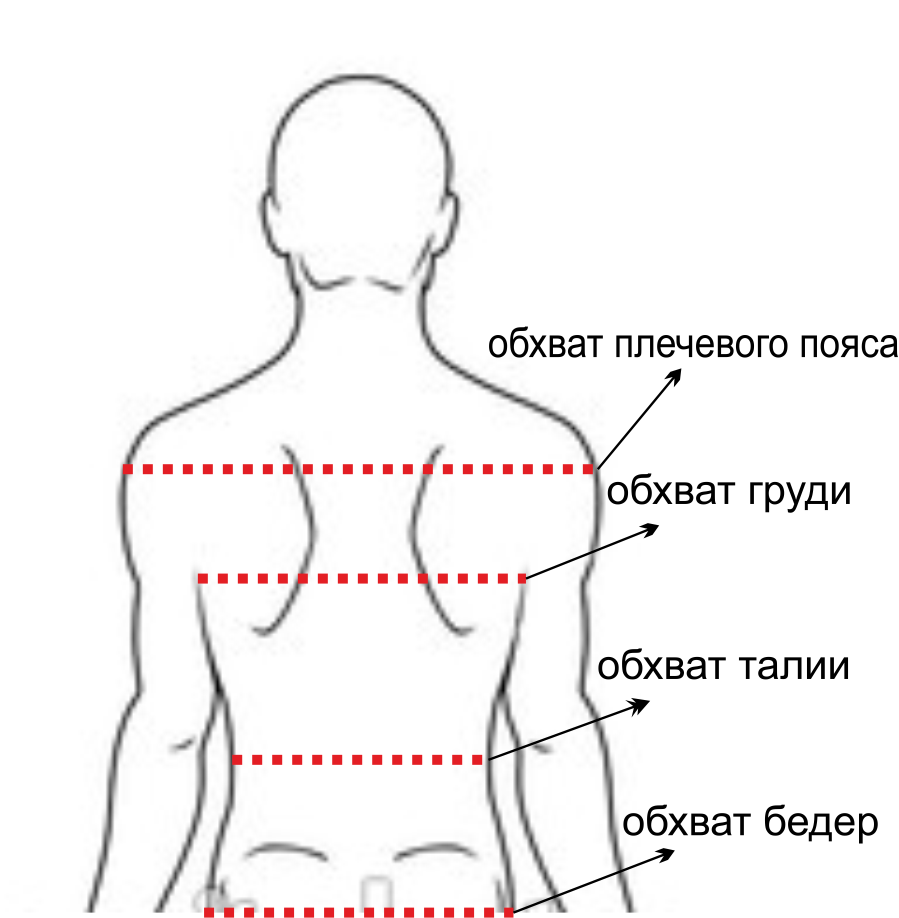 обхват плечевого пояса
обхват груди
обхват талии
обхват бедер